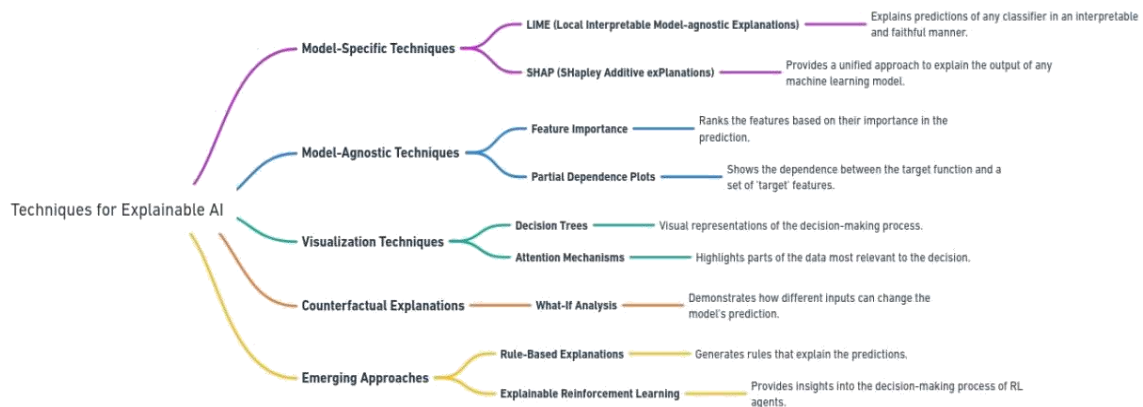 Techniques for Explainable AI
Model-Specific Techniques
LIME (Local Interpretable Model-agnostic Explanations)
Explains predictions of any classifier in an interpretable
and faithful manner.
SHAP (SHapley Additive exPlanations)
Provides a unified approach to explain the output of any
machine learning model.
Model-Agnostic Techniques
Feature Importance
Ranks the features based on their importance in the
prediction.
Partial Dependence Plots
Shows the dependence between the target function and a
set of 'target' features.
Visualization Techniques
Decision Trees
Visual representations of the decision-making process.
Attention Mechanisms
Highlights parts of the data most relevant to the decision.
Counterfactual Explanations
What-If Analysis
Demonstrates how different inputs can change the
model's prediction.
Emerging Approaches
Rule-Based Explanations
Generates rules that explain the predictions.
Explainable Reinforcement Learning
Provides insights into the decision-making process of RL
agents.